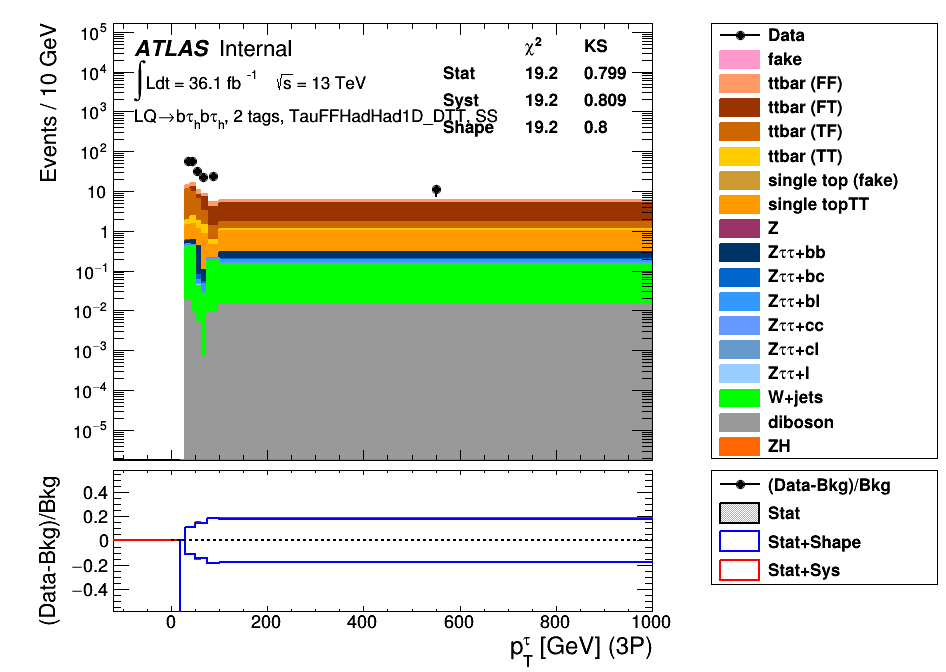 ATLAS Internal
∫Ldt = 36.1 fb⁻¹ √s = 13 TeV
LQ→bτₕbτₕ, 2 tags, TauFFHadHad1D_DTT, SS
χ² KS
Stat 19.2 0.799
Syst 19.2 0.809
Shape 19.2 0.8
Events / 10 GeV
10⁵
10⁴
10³
10²
10
1
10⁻¹
10⁻²
10⁻³
10⁻⁴
10⁻⁵
Data
fake
ttbar (FF)
ttbar (FT)
ttbar (TF)
ttbar (TT)
single top (fake)
single topTT
Z
Zττ+bb
Zττ+bc
Zττ+bl
Zττ+cc
Zττ+cl
Zττ+l
W+jets
diboson
ZH
(Data-Bkg)/Bkg
0.4
0.2
0
−0.2
−0.4
0 200 400 600 800 1000
p_T^τ [GeV] (3P)
(Data-Bkg)/Bkg
Stat
Stat+Shape
Stat+Sys